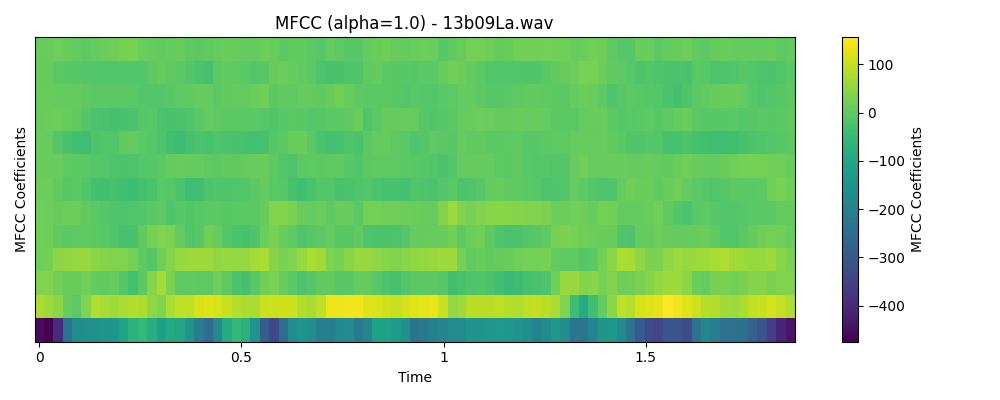 MFCC (alpha=1.0) - 13b09La.wav
MFCC Coefficients
0
0.5
1
1.5
Time
100
0
−100
−200
−300
−400
MFCC Coefficients